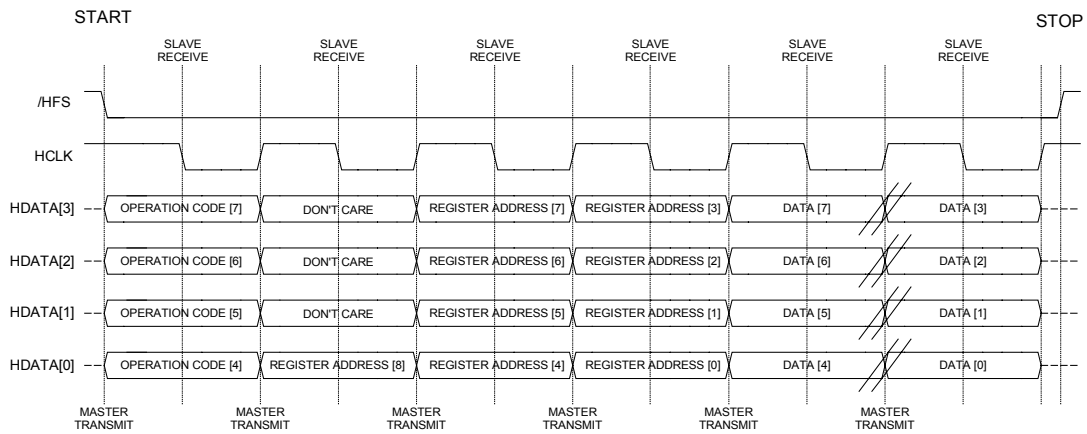 START STOP
SLAVE SLAVE SLAVE SLAVE SLAVE SLAVE
RECEIVE RECEIVE RECEIVE RECEIVE RECEIVE RECEIVE
/HFS
HCLK
HDATA[3] OPERATION CODE [7] DON'T CARE REGISTER ADDRESS [7] REGISTER ADDRESS [3] DATA [7] DATA [3]
HDATA[2] OPERATION CODE [6] DON'T CARE REGISTER ADDRESS [6] REGISTER ADDRESS [2] DATA [6] DATA [2]
HDATA[1] OPERATION CODE [5] DON'T CARE REGISTER ADDRESS [5] REGISTER ADDRESS [1] DATA [5] DATA [1]
HDATA[0] OPERATION CODE [4] REGISTER ADDRESS [8] REGISTER ADDRESS [4] REGISTER ADDRESS [0] DATA [4] DATA [0]
MASTER MASTER MASTER MASTER MASTER MASTER
TRANSMIT TRANSMIT TRANSMIT TRANSMIT TRANSMIT TRANSMIT